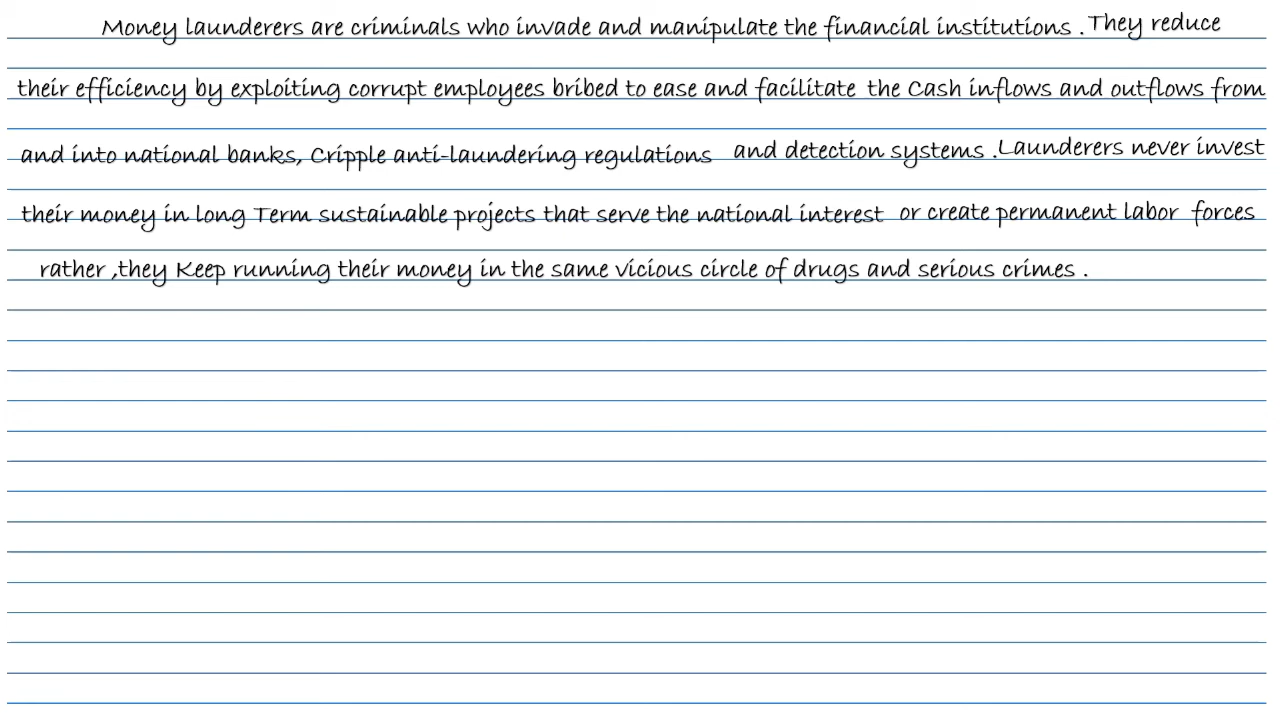 Money launderers are criminals who invade and manipulate the financial institutions . They reduce
their efficiency by exploiting corrupt employees bribed to ease and facilitate the Cash inflows and outflows from
and into national banks, Cripple anti-laundering regulations and detection systems .Launderers never invest
their money in long Term sustainable projects that serve the national interest or create permanent labor forces
rather ,they Keep running their money in the same vicious circle of drugs and serious crimes .